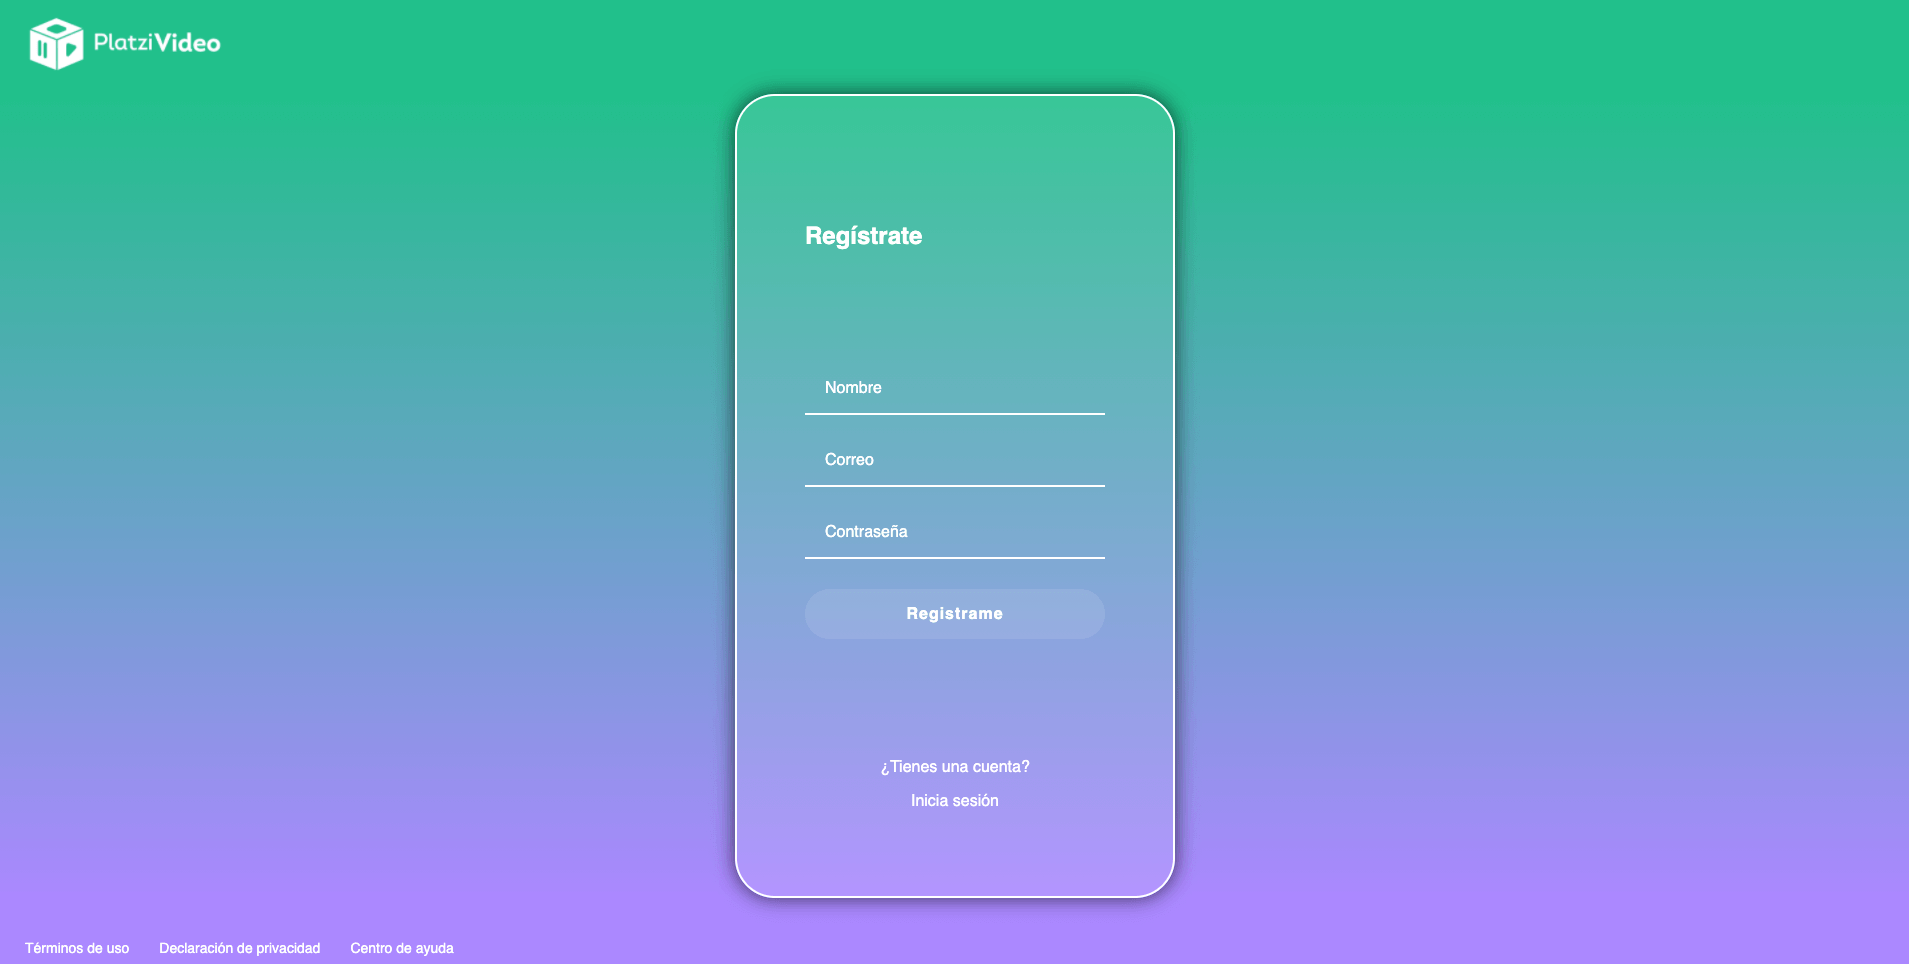 PlatziVideo
Regístrate
Nombre
Correo
Contraseña
Registrame
¿Tienes una cuenta?
Inicia sesión
Términos de uso Declaración de privacidad Centro de ayuda